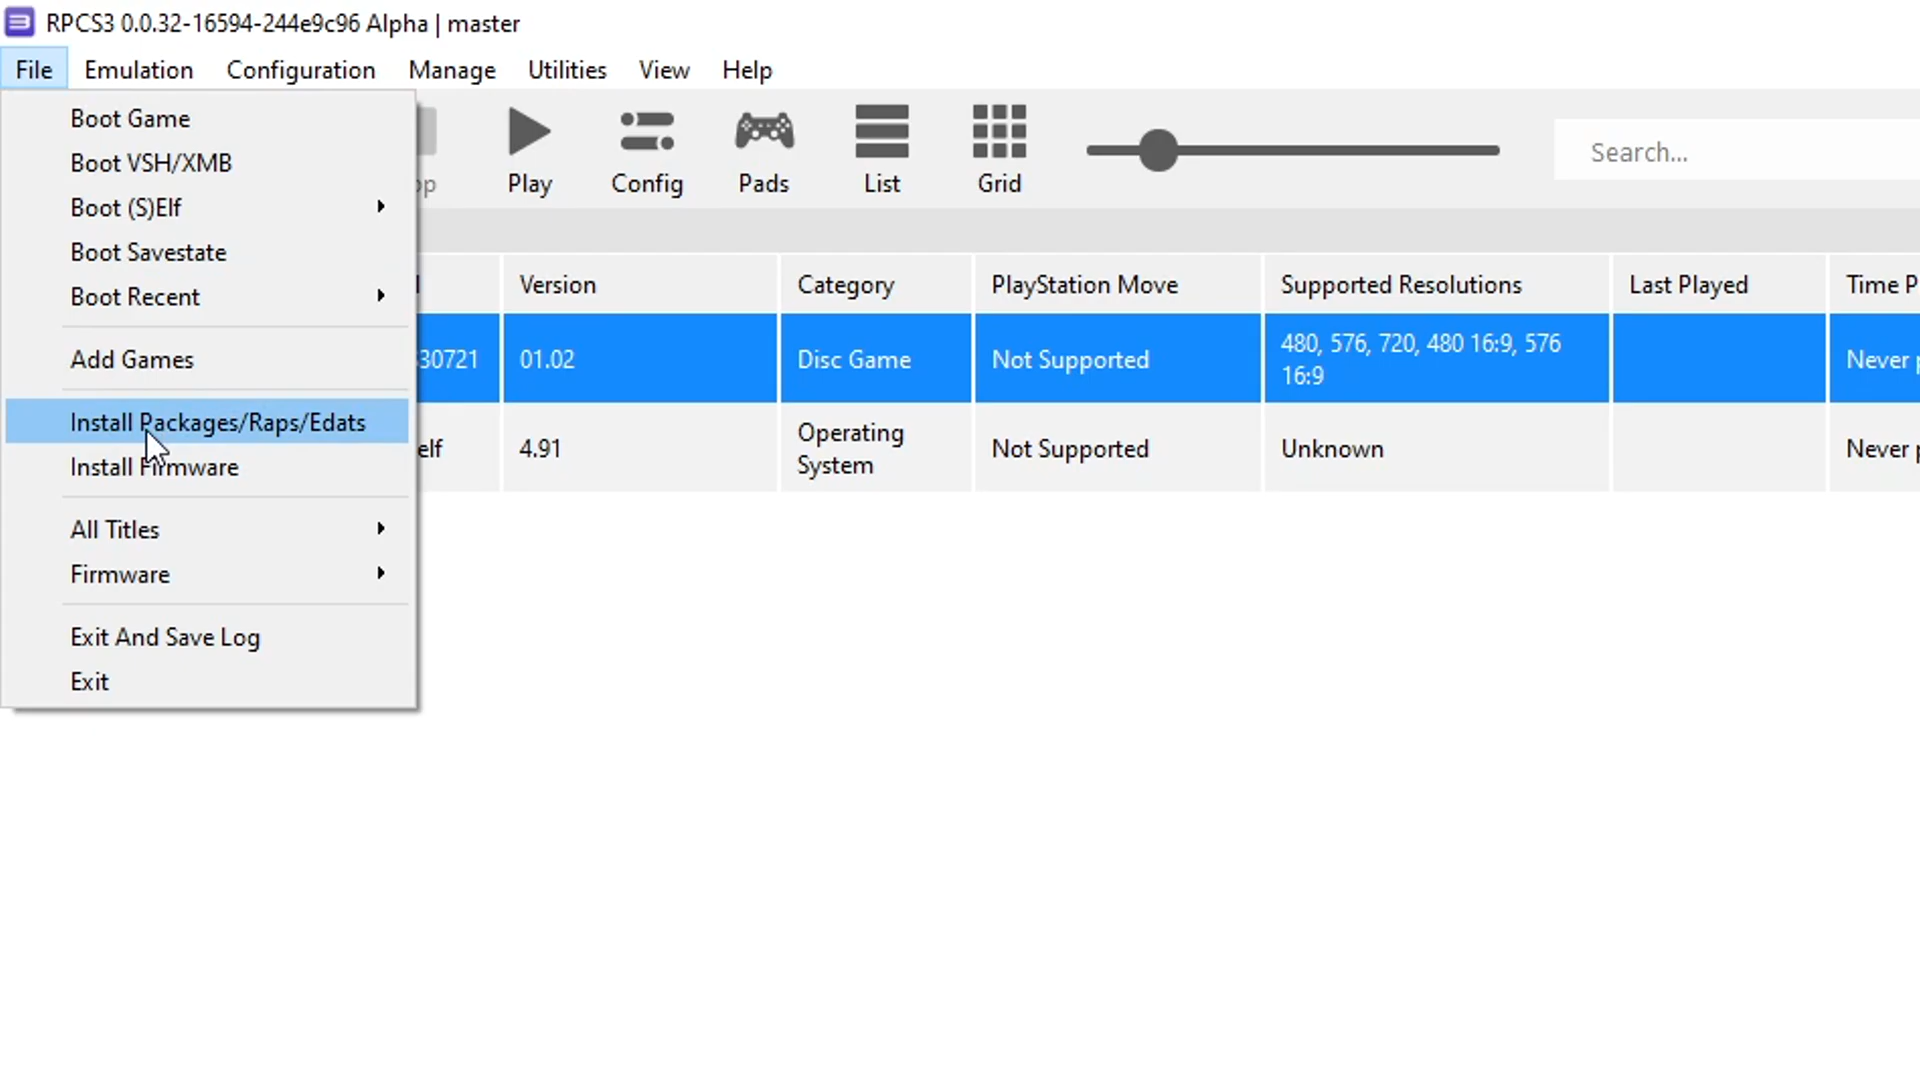 RPCS3 0.0.32-16594-244e9c96 Alpha | master
File Emulation Configuration Manage Utilities View Help
Boot Game
Boot VSH/XMB
Boot (S)Elf
Boot Savestate
Boot Recent
Add Games
Install Packages/Raps/Edats
Install Firmware
All Titles
Firmware
Exit And Save Log
Exit
Play Config Pads List Grid
Search...
Version Category PlayStation Move Supported Resolutions Last Played Time P
30721 01.02 Disc Game Not Supported 480, 576, 720, 480 16:9, 576
16:9
Never
elf 4.91 Operating
System
Not Supported Unknown Never